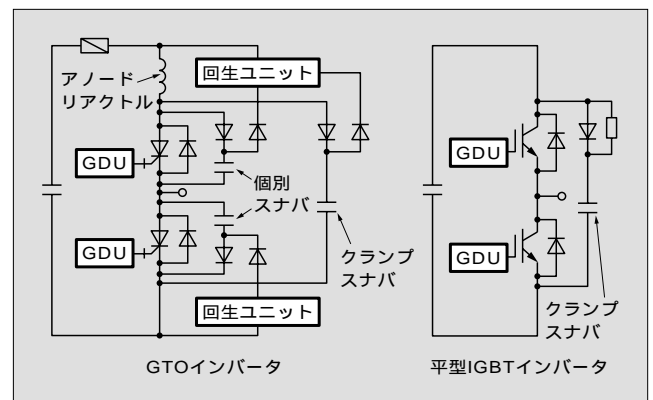 アノード
リアクトル
回生ユニット
GDU
個別
スナバ
GDU
クランプ
スナバ
回生ユニット
GTOインバータ
GDU
GDU
クランプ
スナバ
平型IGBTインバータ